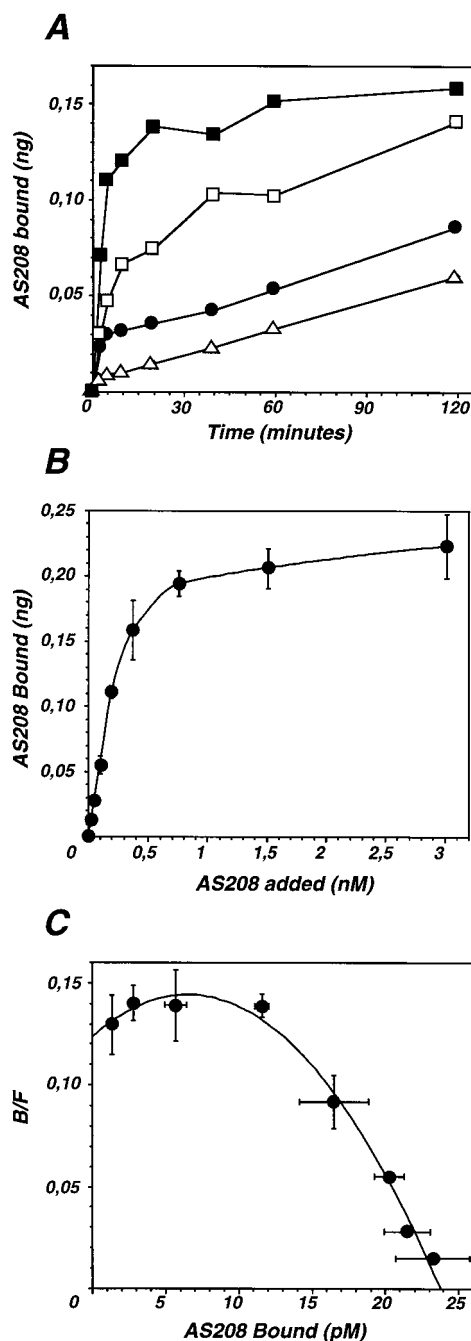 A
AS208 bound (ng)
0,15
0,10
0,05
0 30 60 90 120
Time (minutes)
B
AS208 Bound (ng)
0,25
0,20
0,15
0,10
0,05
0 0,5 1 1,5 2 2,5 3
AS208 added (nM)
C
B/F
0,15
0,10
0,05
0 5 10 15 20 25
AS208 Bound (pM)